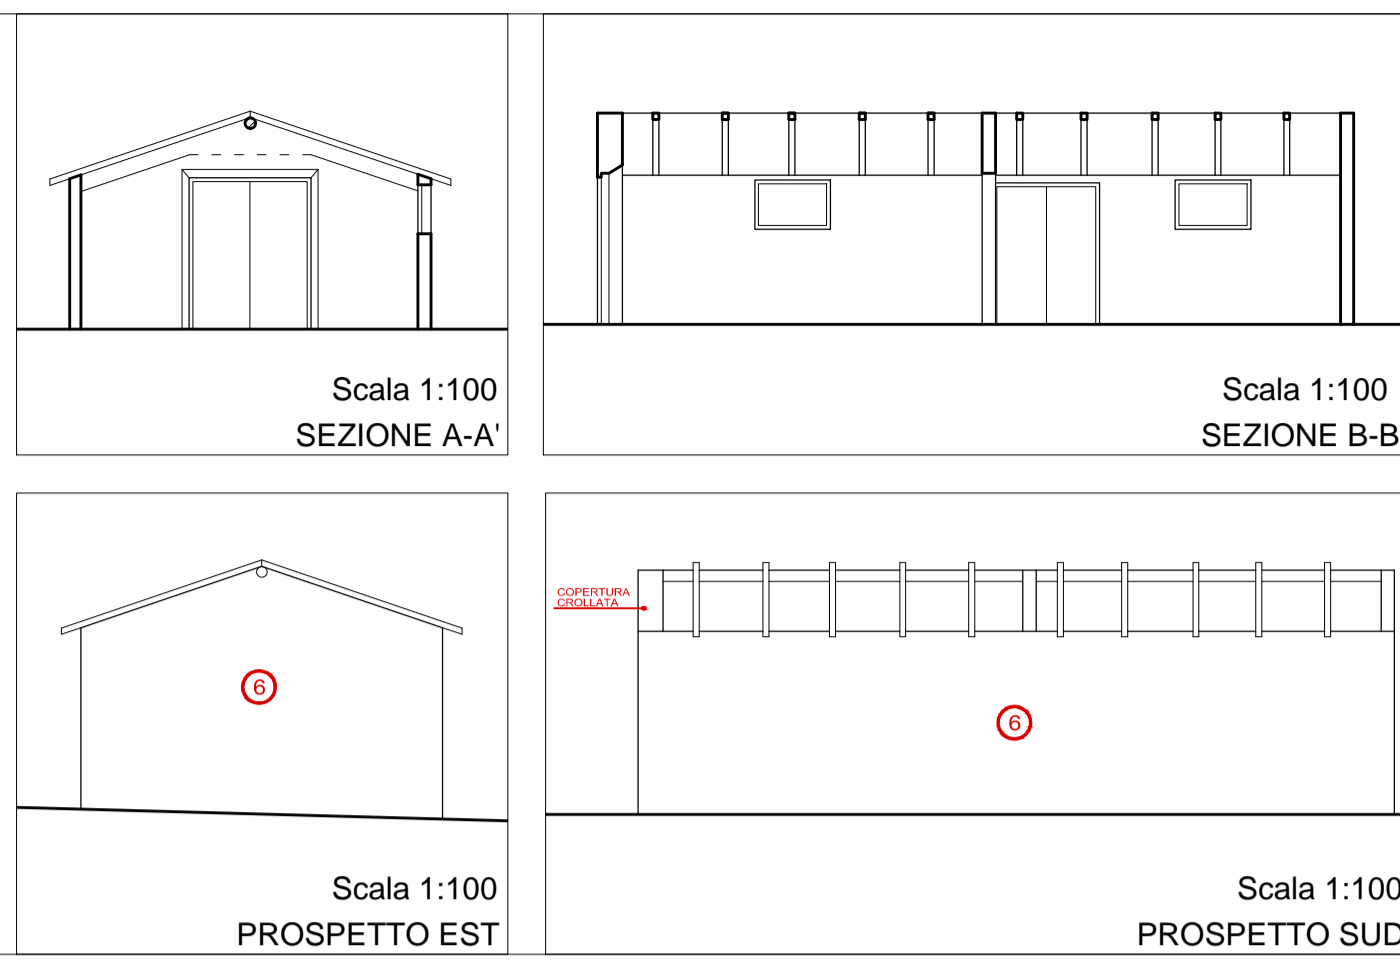 Scala 1:100
SEZIONE A-A'
Scala 1:100
SEZIONE B-B
COPERTURA
CROLLATA
6
6
Scala 1:100
PROSPETTO EST
Scala 1:100
PROSPETTO SUD